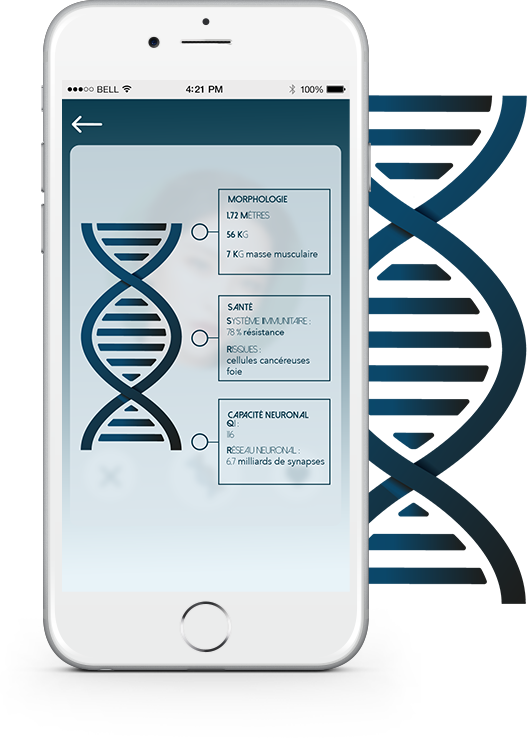 BELL
4:21 PM
100%
MORPHOLOGIE
1.72 MÈTRES
56 KG
7 KG masse musculaire
SANTÉ
SYSTÈME IMMUNITAIRE :
78 % résistance
RISQUES :
cellules cancéreuses
foie
CAPACITÉ NEURONAL
QI :
116
RÉSEAU NEURONAL :
6.7 milliards de synapses